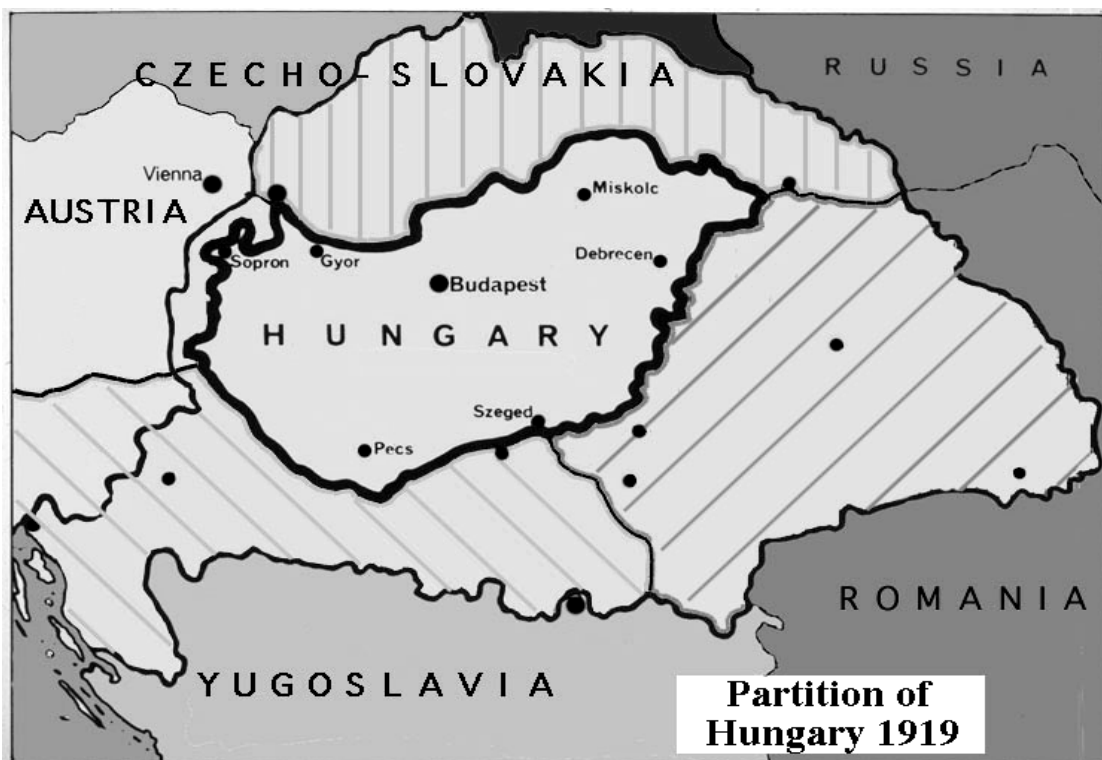 CZECHO-SLOVAKIA
RUSSIA
Vienna
Miskolc
AUSTRIA
Sopron
Gyor
Debrecen
Budapest
HUNGARY
Szeged
Pecs
ROMANIA
YUGOSLAVIA
Partition of
Hungary 1919